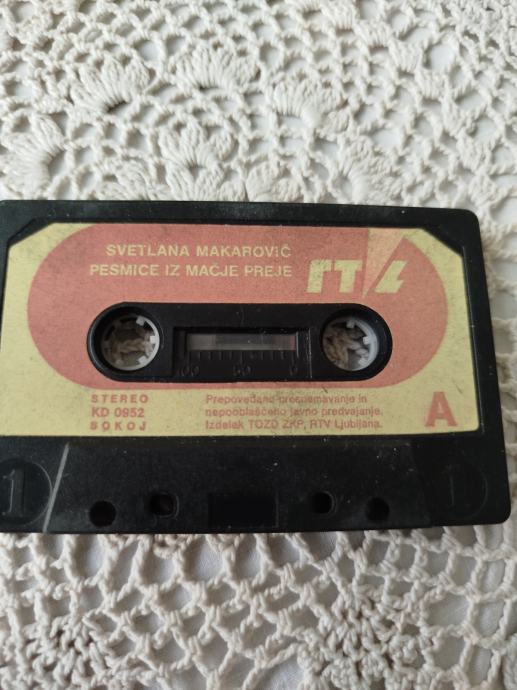 SVETLANA MAKAROVIČ
PESMICE IZ MAČJE PREJE
RTL
100 50 0
STEREO
KD 0952
SOKOJ
Prepovedano presnemavanje in
nepooblaščeno javno predvajanje.
Izdelek TOZD ZKP, RTV Ljubljana.
A
1
1